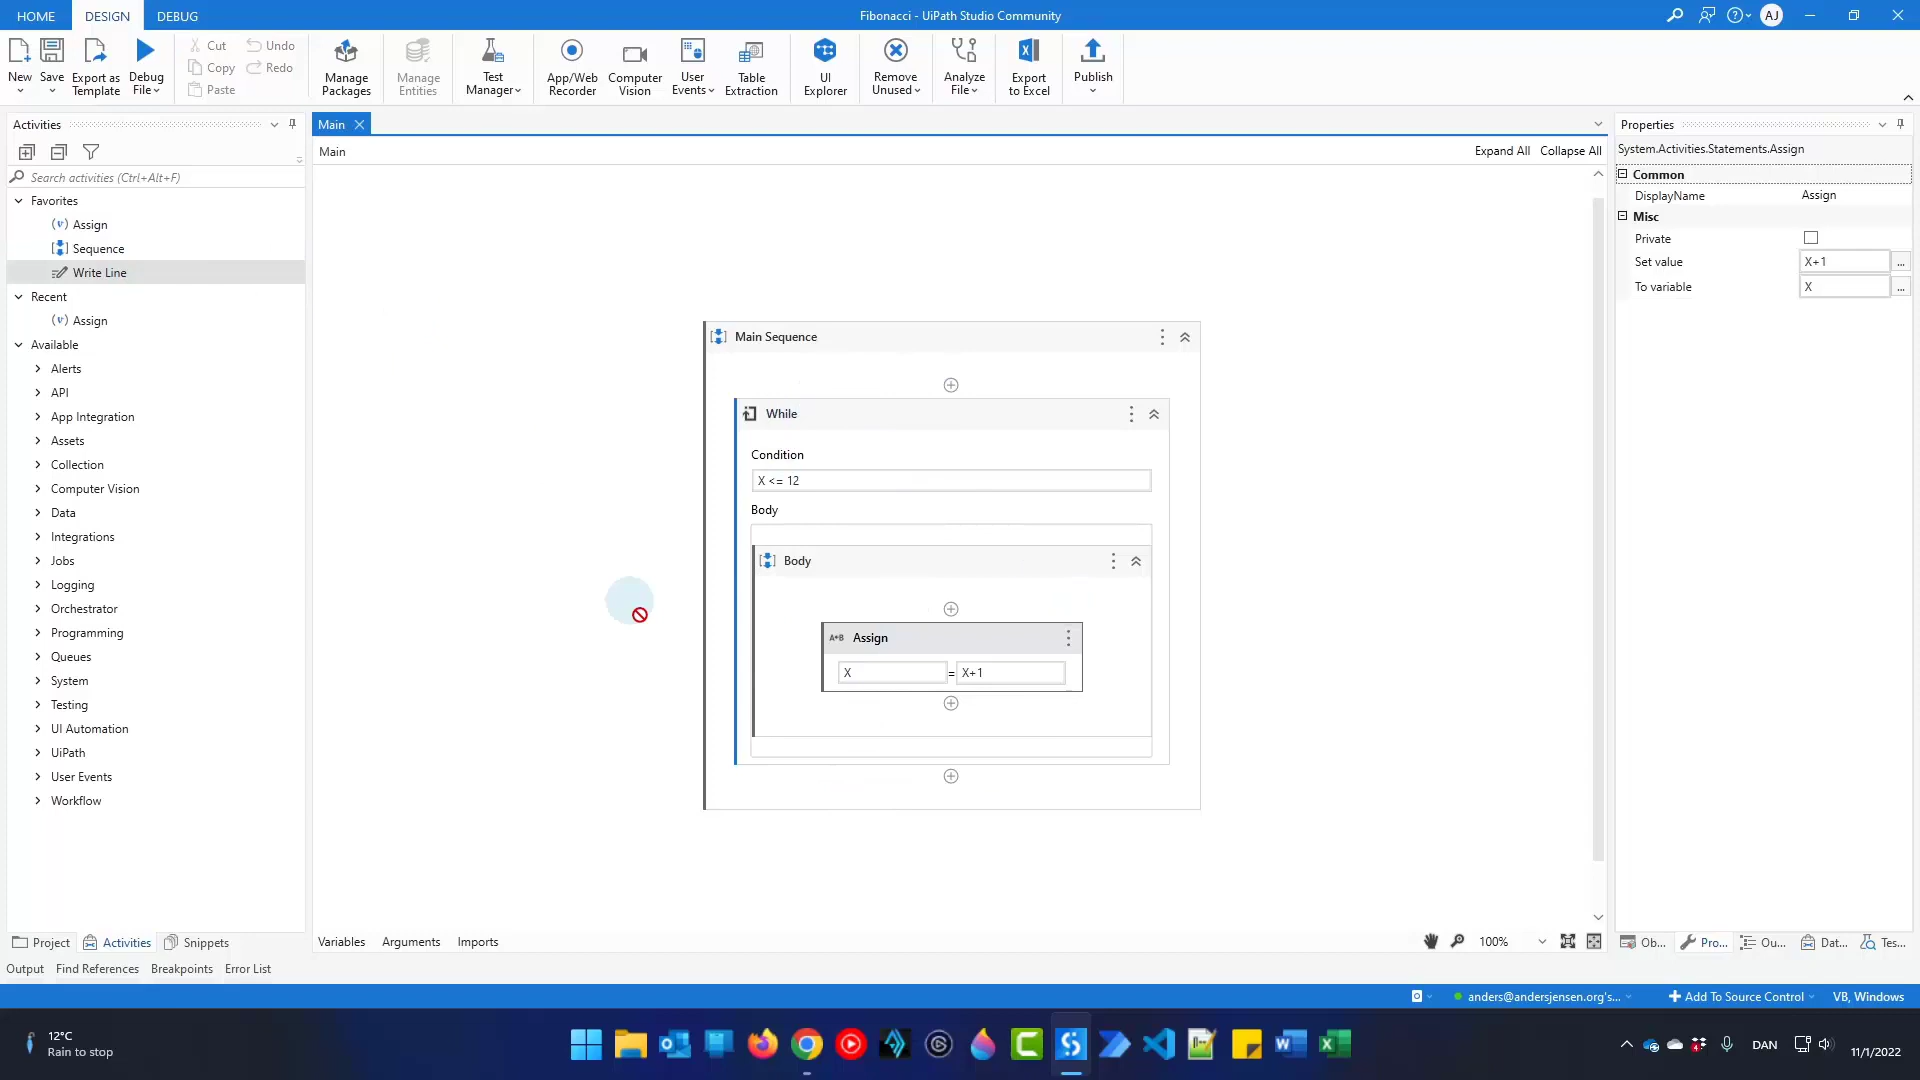 HOME DESIGN DEBUG Fibonacci - UiPath Studio Community AJ
New Save Export as Template Debug File Cut Copy Paste Undo Redo Manage Packages Manage Entities Test Manager App/Web Recorder Computer Vision User Events Table Extraction UI Explorer Remove Unused Analyze File Export to Excel Publish
Activities
Search activities (Ctrl+Alt+F)
Favorites
Assign
Sequence
Write Line
Recent
Assign
Available
Alerts
API
App Integration
Assets
Collection
Computer Vision
Data
Integrations
Jobs
Logging
Orchestrator
Programming
Queues
System
Testing
UI Automation
UiPath
User Events
Workflow
Project Activities Snippets
Main
Main Expand All Collapse All
Main Sequence
While
Condition
X <= 12
Body
Body
A*B Assign
X = X+1
Variables Arguments Imports 100%
Properties
System.Activities.Statements.Assign
Common
DisplayName Assign
Misc
Private
Set value X+1 ...
To variable X ...
Ob... Pro... Ou... Dat... Tes...
Output Find References Breakpoints Error List
anders@andersjensen.org's... Add To Source Control VB, Windows
12°C
Rain to stop
DAN
11/1/2022